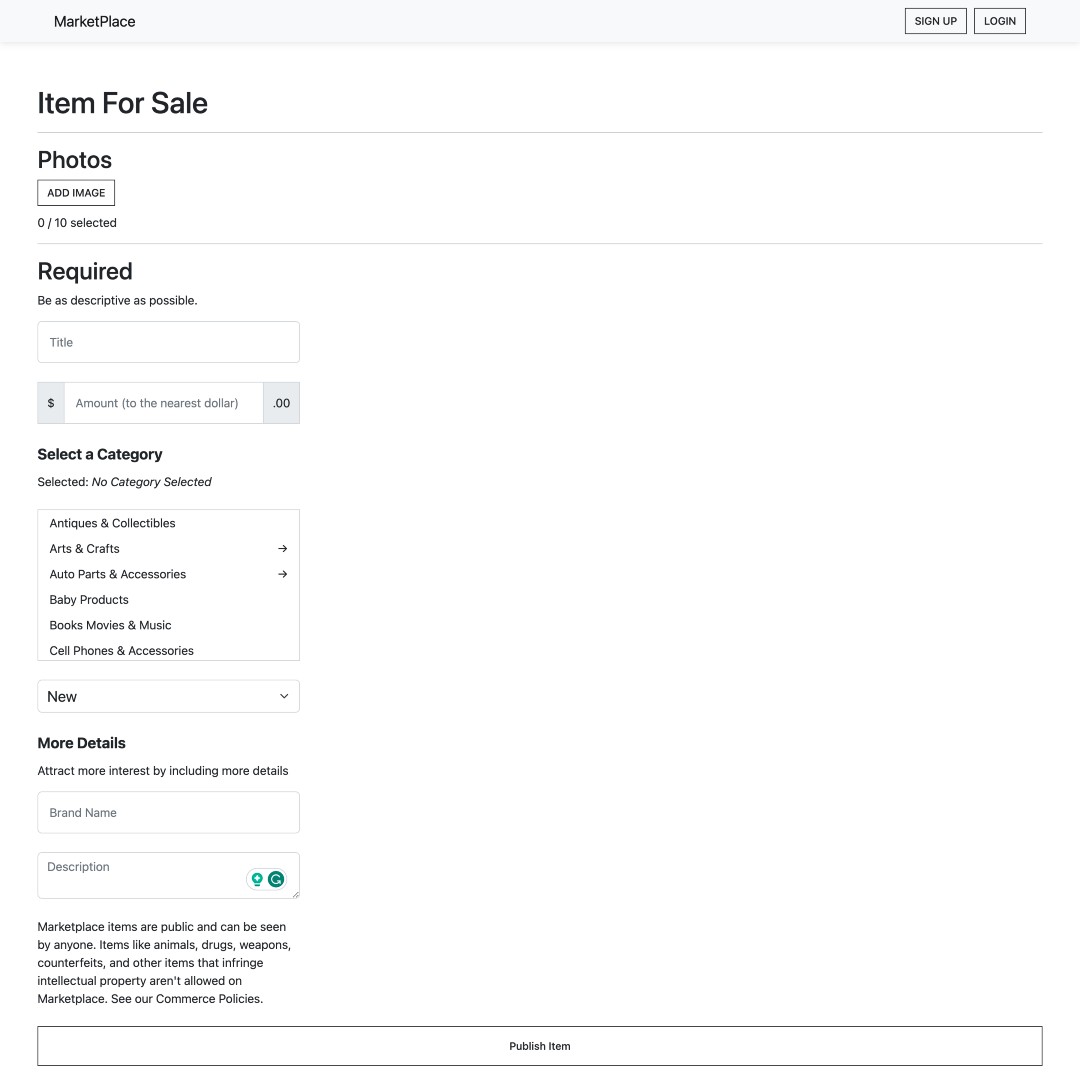 MarketPlace
SIGN UP
LOGIN
Item For Sale
Photos
ADD IMAGE
0 / 10 selected
Required
Be as descriptive as possible.
Title
$ Amount (to the nearest dollar) .00
Select a Category
Selected: No Category Selected
Antiques & Collectibles
Arts & Crafts →
Auto Parts & Accessories →
Baby Products
Books Movies & Music
Cell Phones & Accessories
New
More Details
Attract more interest by including more details
Brand Name
Description
Marketplace items are public and can be seen
by anyone. Items like animals, drugs, weapons,
counterfeits, and other items that infringe
intellectual property aren't allowed on
Marketplace. See our Commerce Policies.
Publish Item